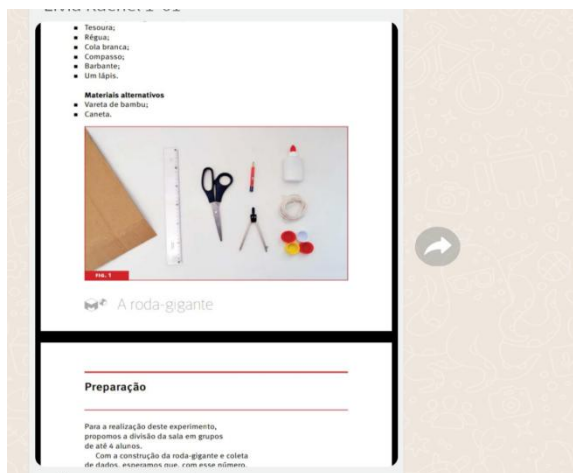 Tesoura;
Régua;
Cola branca;
Compasso;
Barbante;
Um lápis.
Materiais alternativos
Vareta de bambu;
Caneta.
FIG. 1
A roda-gigante
Preparação
Para a realização deste experimento,
propomos a divisão da sala em grupos
de até 4 alunos.
Com a construção da roda-gigante e coleta
de dados, esperamos que, com esse número,